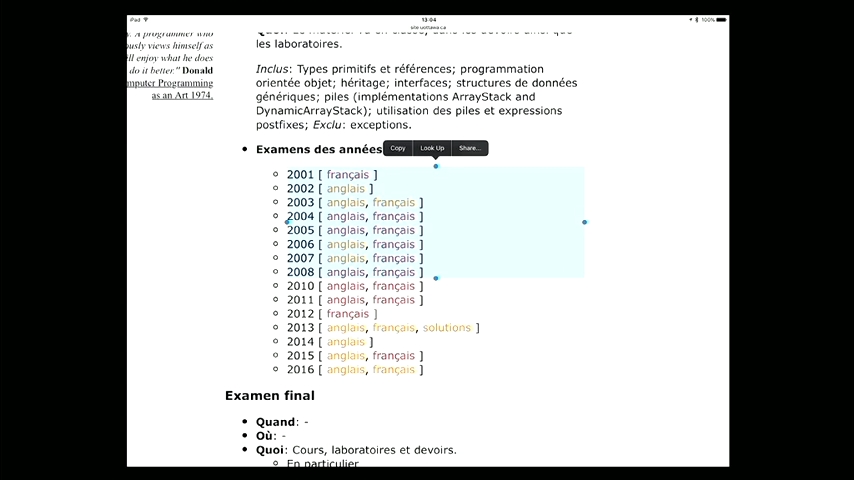 iPad
13:04
100%
site.uottawa.ca
y. A programmer who
ously views himself as
ll enjoy what he does
do it better." Donald
mputer Programming
as an Art 1974.
les laboratoires.
Inclus: Types primitifs et références; programmation
orientée objet; héritage; interfaces; structures de données
génériques; piles (implémentations ArrayStack and
DynamicArrayStack); utilisation des piles et expressions
postfixes; Exclu: exceptions.
Examens des années
Copy
Look Up
Share...
2001 [ français ]
2002 [ anglais ]
2003 [ anglais, français ]
2004 [ anglais, français ]
2005 [ anglais, français ]
2006 [ anglais, français ]
2007 [ anglais, français ]
2008 [ anglais, français ]
2010 [ anglais, français ]
2011 [ anglais, français ]
2012 [ français ]
2013 [ anglais, français, solutions ]
2014 [ anglais ]
2015 [ anglais, français ]
2016 [ anglais, français ]
Examen final
Quand: -
Où: -
Quoi: Cours, laboratoires et devoirs.
En particulier